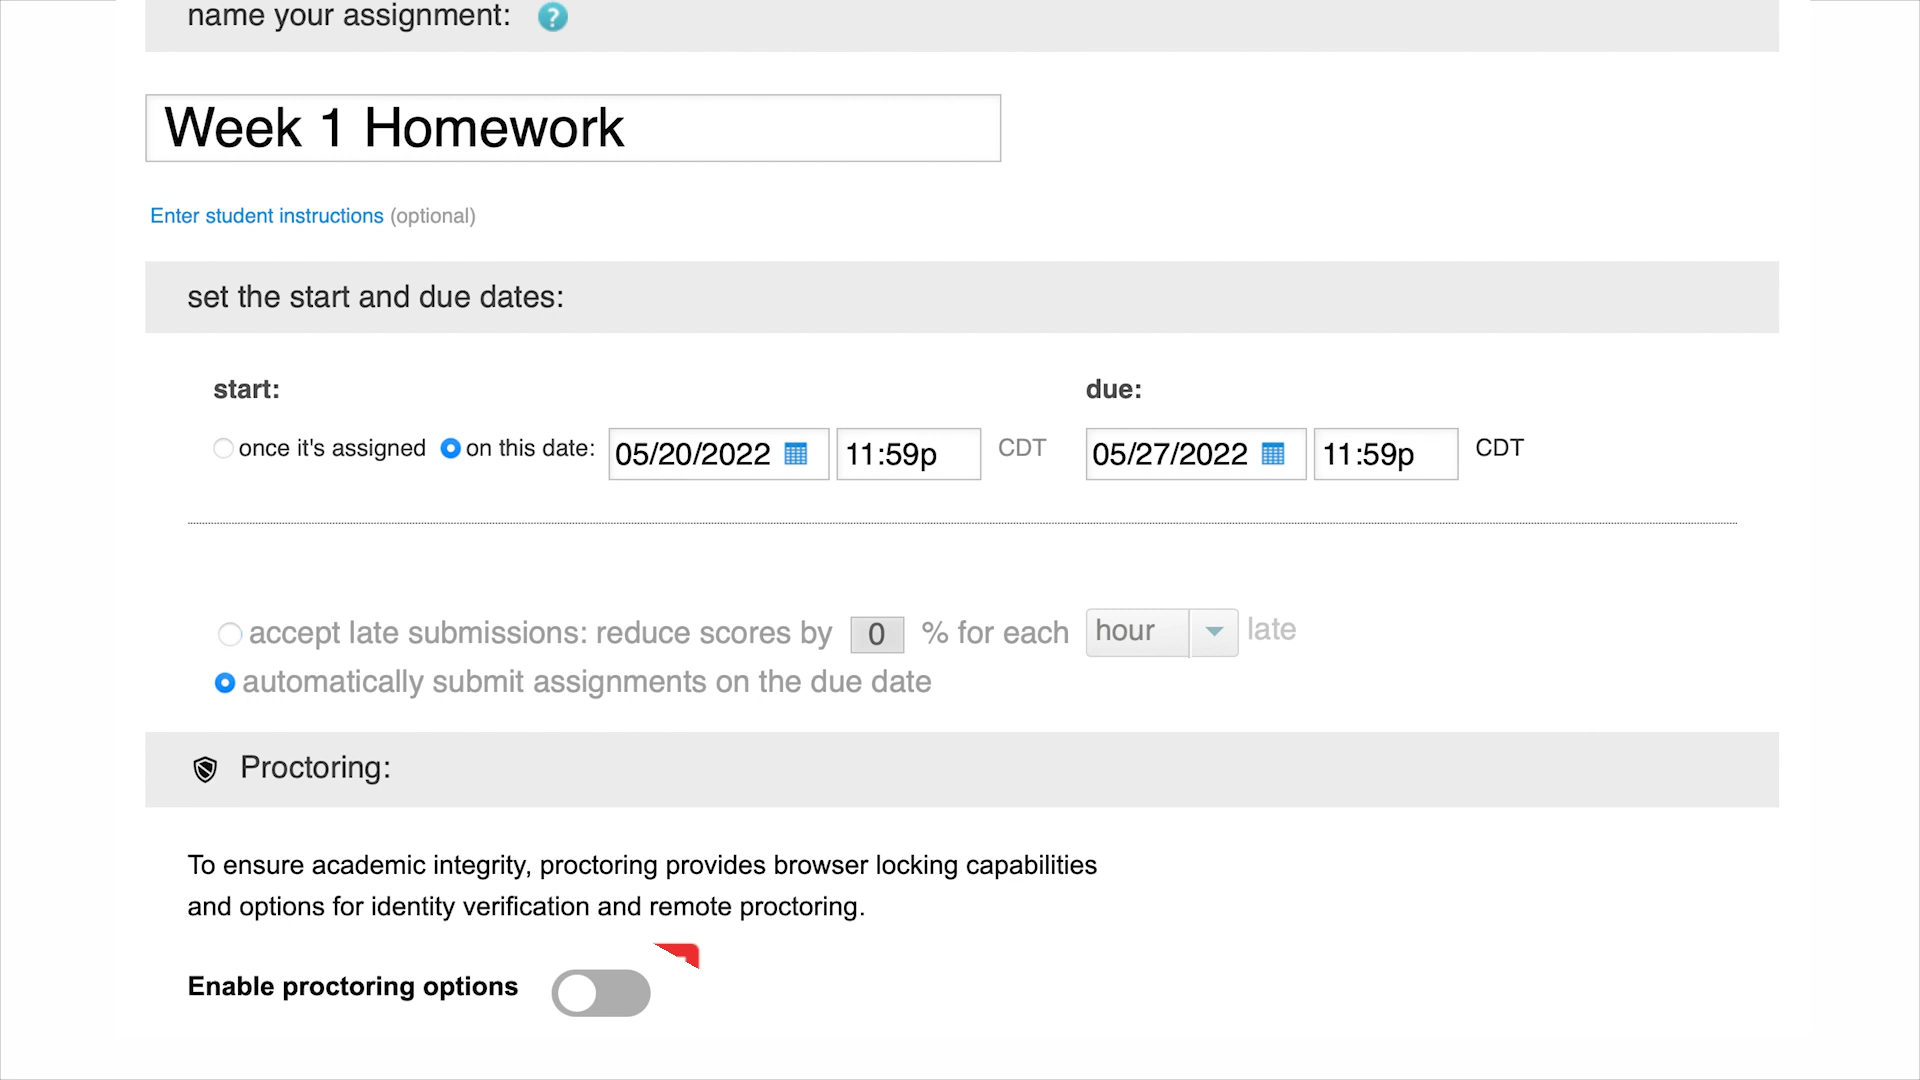 name your assignment: ?
Week 1 Homework
Enter student instructions (optional)
set the start and due dates:
start: due:
once it's assigned on this date: 05/20/2022 11:59p CDT 05/27/2022 11:59p CDT
accept late submissions: reduce scores by 0 % for each hour late
automatically submit assignments on the due date
Proctoring:
To ensure academic integrity, proctoring provides browser locking capabilities
and options for identity verification and remote proctoring.
Enable proctoring options